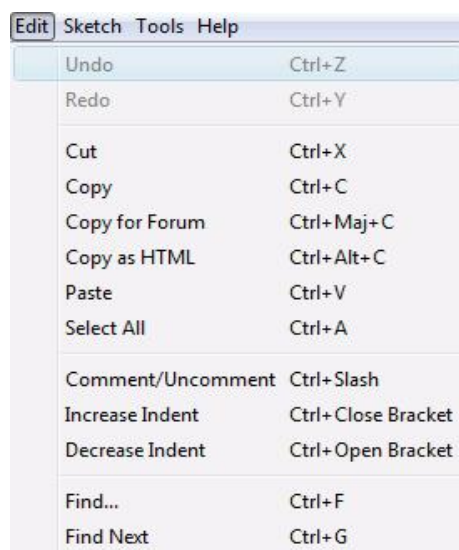 Edit Sketch Tools Help
Undo Ctrl+Z
Redo Ctrl+Y
Cut Ctrl+X
Copy Ctrl+C
Copy for Forum Ctrl+Maj+C
Copy as HTML Ctrl+Alt+C
Paste Ctrl+V
Select All Ctrl+A
Comment/Uncomment Ctrl+Slash
Increase Indent Ctrl+Close Bracket
Decrease Indent Ctrl+Open Bracket
Find... Ctrl+F
Find Next Ctrl+G